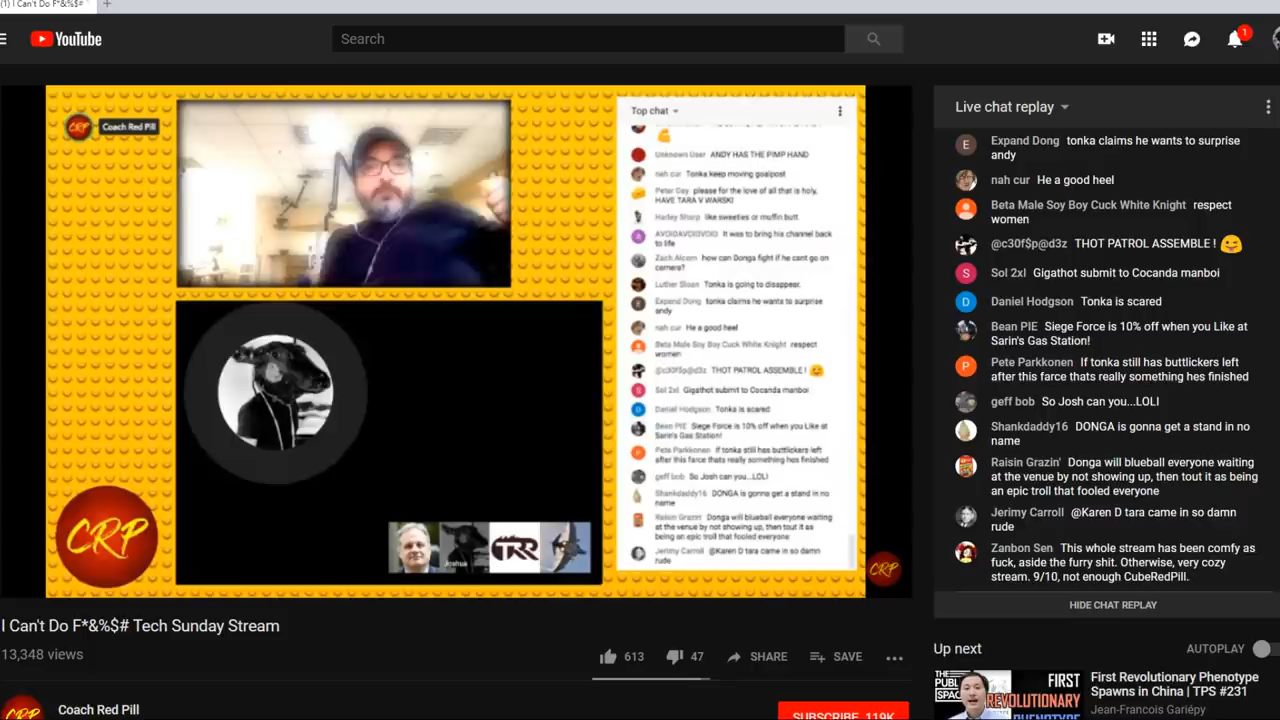 (1) I Can't Do F*&%$#
YouTube
Search
1
CRP
Coach Red Pill
Top chat
Unknown User ANDY HAS THE PIMP HAND
nah cur Tonka keep moving goalpost
Peter Coy please for the love of all that is holy,
HAVE TARA V WARSKI
Harley Sharp like sweeties or muffin butt
AVOIDAVOIDVOID It was to bring his channel back
to life
Zach Alcorn how can Donga fight if he cant go on
camera?
Luther Sloan Tonka is going to disappear.
Expand Dong tonka claims he wants to surprise
andy
nah cur He a good heel
Beta Male Soy Boy Cuck White Knight respect
women
@c30f$p@d3z THOT PATROL ASSEMBLE !
Sol 2xl Gigathot submit to Cocanda manboi
Daniel Hodgson Tonka is scared
Bean PIE Siege Force is 10% off when you Like at
Sarin's Gas Station!
Pete Parkkonen If tonka still has buttlickers left
after this farce thats really something hes finished
geff bob So Josh can you...LOLI
Shankdaddy16 DONGA is gonna get a stand in no
name
Raisin Grazin' Donga will blueball everyone waiting
at the venue by not showing up, then tout it as
being an epic troll that fooled everyone
Jerimy Carroll @Karen D tara came in so damn
rude
Joshua
TRR
CRP
CRP
Live chat replay
Expand Dong tonka claims he wants to surprise
andy
nah cur He a good heel
Beta Male Soy Boy Cuck White Knight respect
women
@c30f$p@d3z THOT PATROL ASSEMBLE !
Sol 2xl Gigathot submit to Cocanda manboi
Daniel Hodgson Tonka is scared
Bean PIE Siege Force is 10% off when you Like at
Sarin's Gas Station!
Pete Parkkonen If tonka still has buttlickers left
after this farce thats really something hes finished
geff bob So Josh can you...LOLI
Shankdaddy16 DONGA is gonna get a stand in no
name
Raisin Grazin' Donga will blueball everyone waiting
at the venue by not showing up, then tout it as being
an epic troll that fooled everyone
Jerimy Carroll @Karen D tara came in so damn
rude
Zanbon Sen This whole stream has been comfy as
fuck, aside the furry shit. Otherwise, very cozy
stream. 9/10, not enough CubeRedPill.
HIDE CHAT REPLAY
I Can't Do F*&%$# Tech Sunday Stream
13,348 views
613
47
SHARE
SAVE
Coach Red Pill
SUBSCRIBE 119K
Up next
AUTOPLAY
THE
PUBL
SPAC
FIRST
REVOLUTIONARY
PHENOTYPE
First Revolutionary Phenotype
Spawns in China | TPS #231
Jean-Francois Gariépy